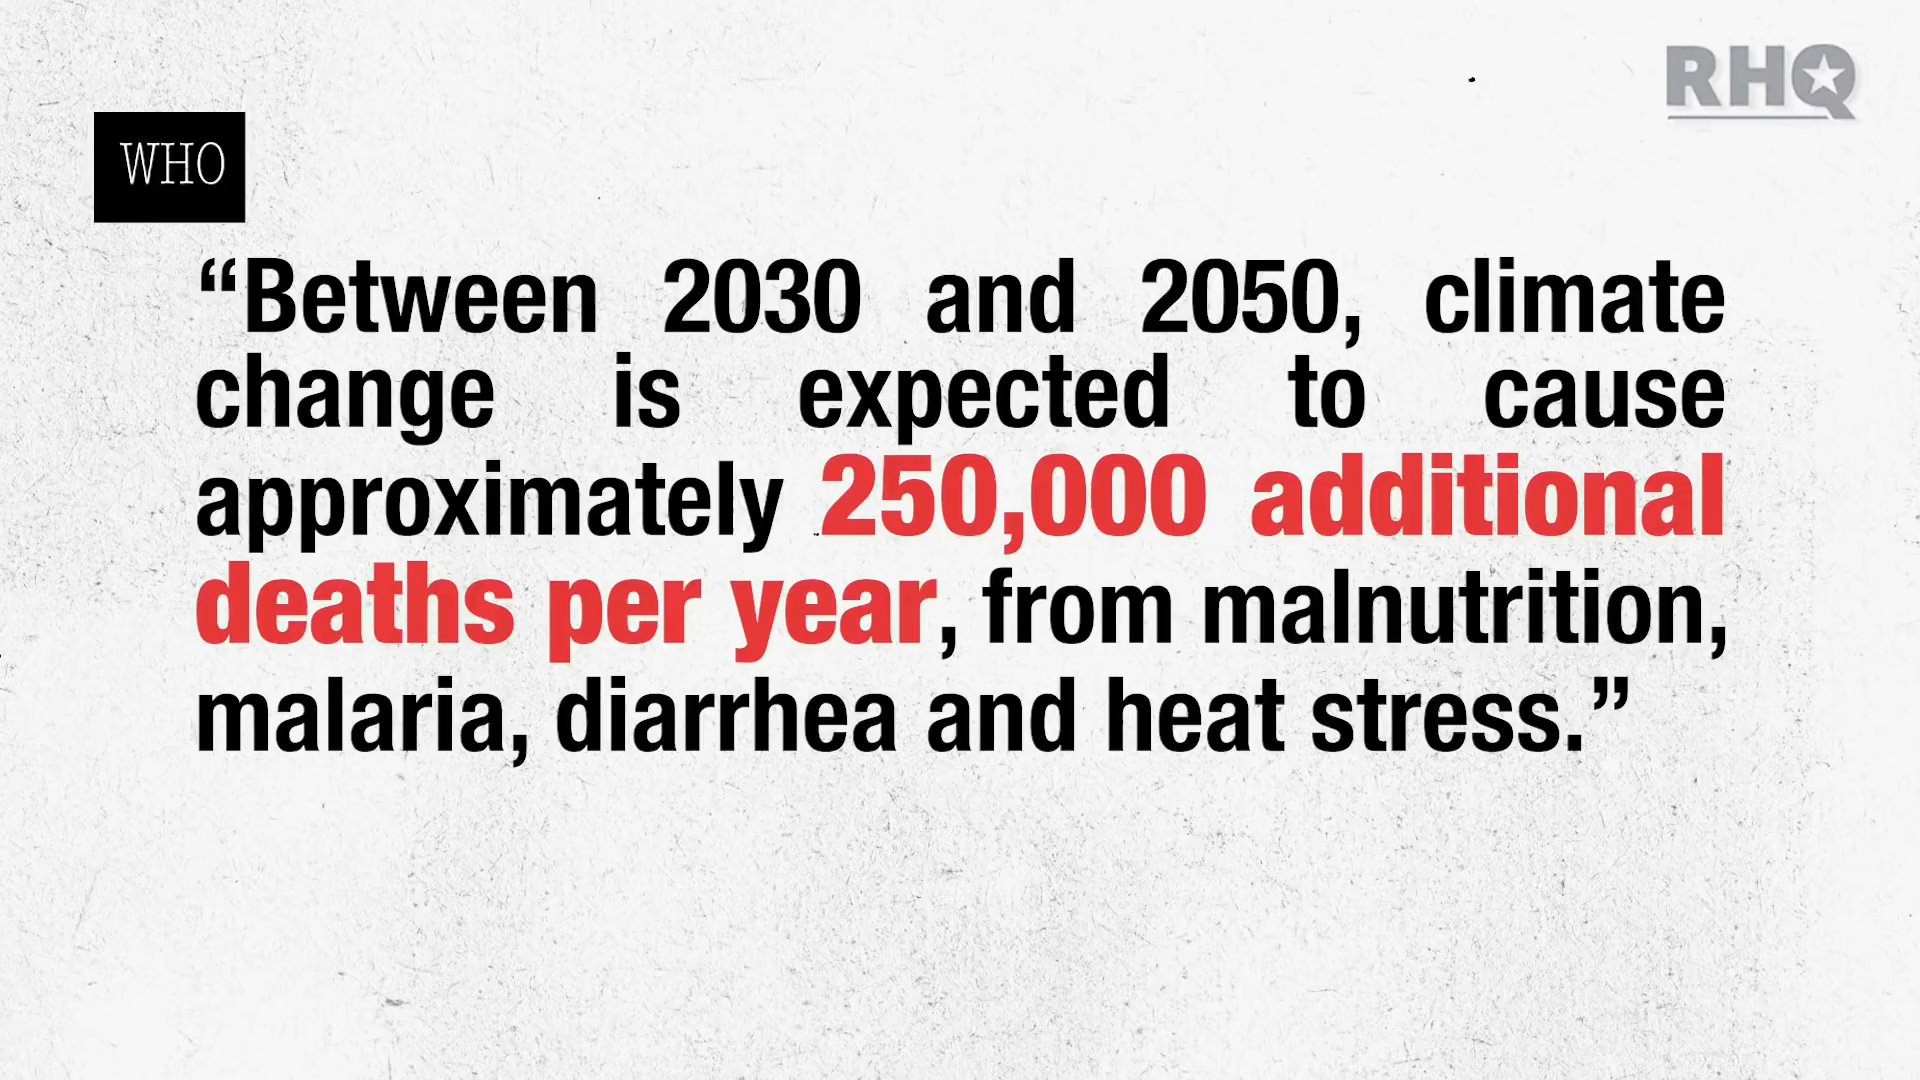 RHQ
WHO
“Between 2030 and 2050, climate
change is expected to cause
approximately 250,000 additional
deaths per year, from malnutrition,
malaria, diarrhea and heat stress.”